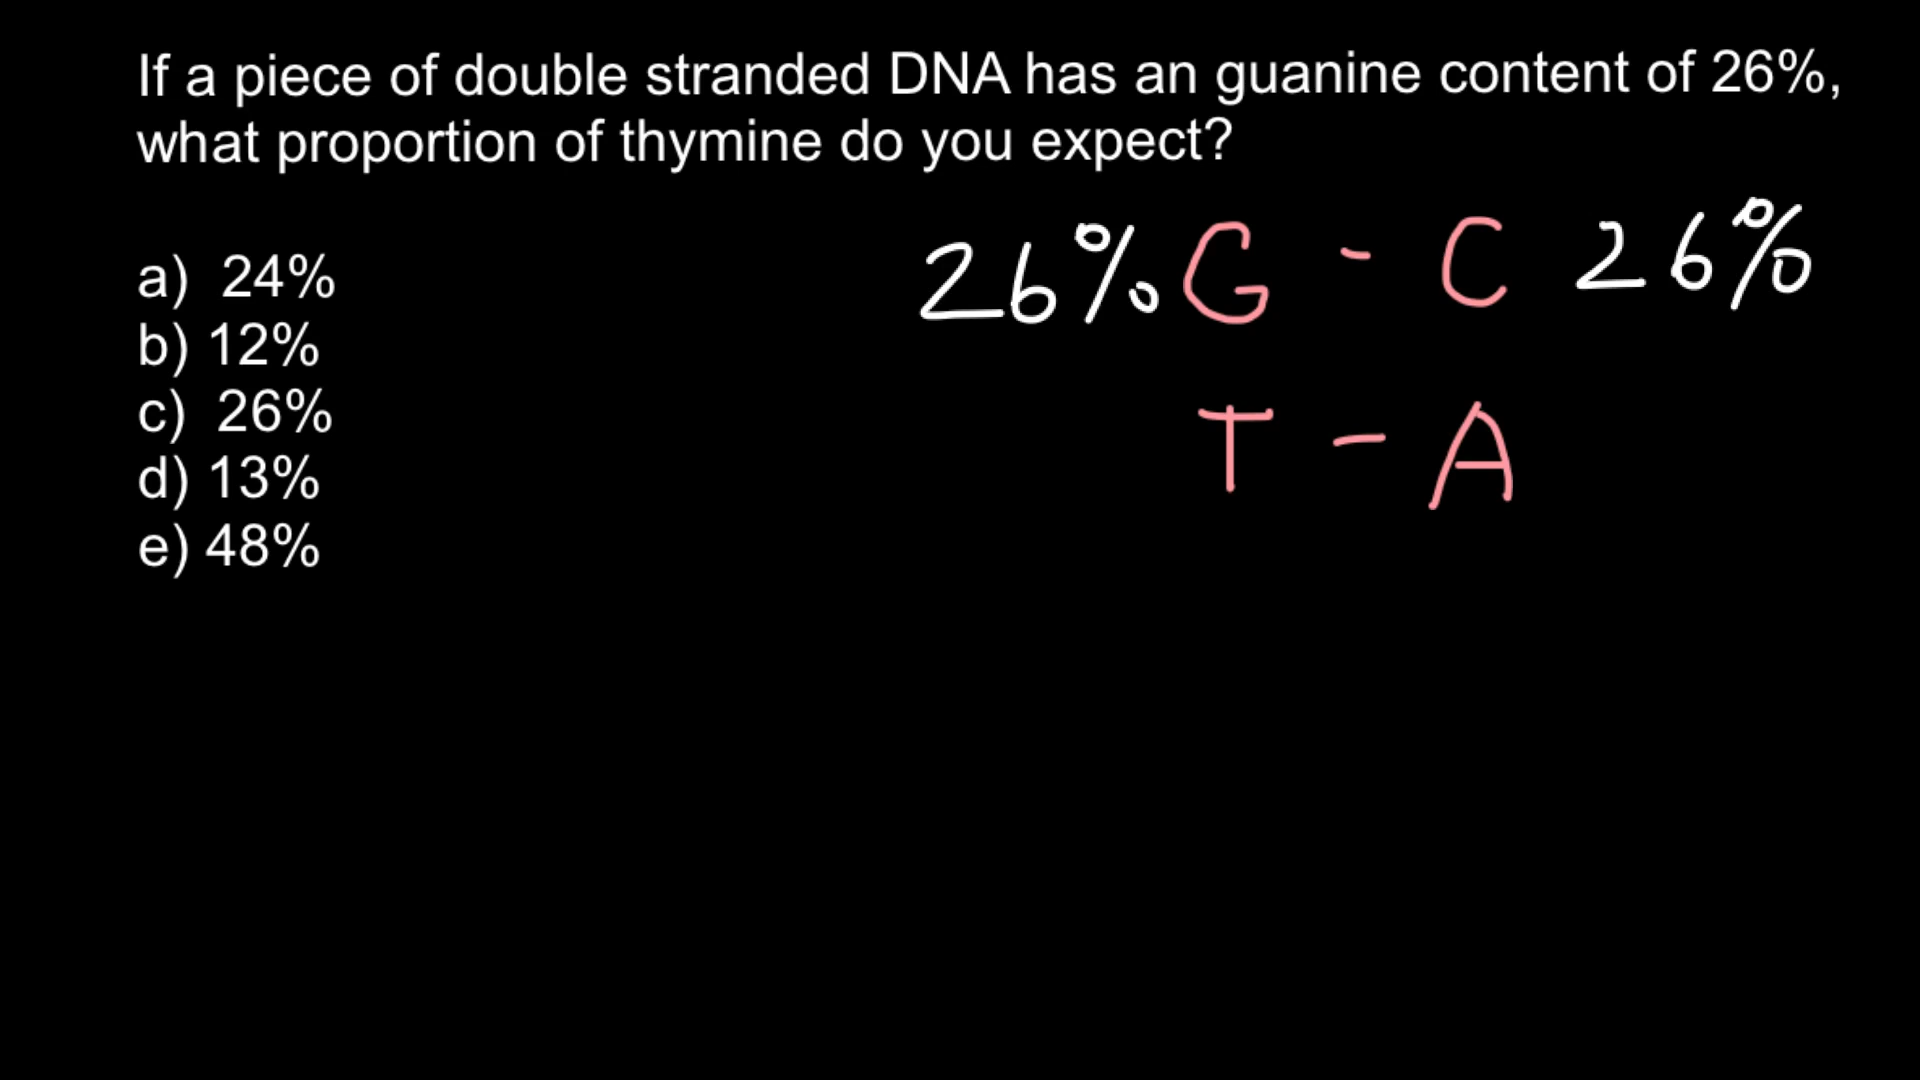 If a piece of double stranded DNA has an guanine content of 26%,
what proportion of thymine do you expect?
a) 24%
b) 12%
c) 26%
d) 13%
e) 48%
26% G - C 26%
T - A